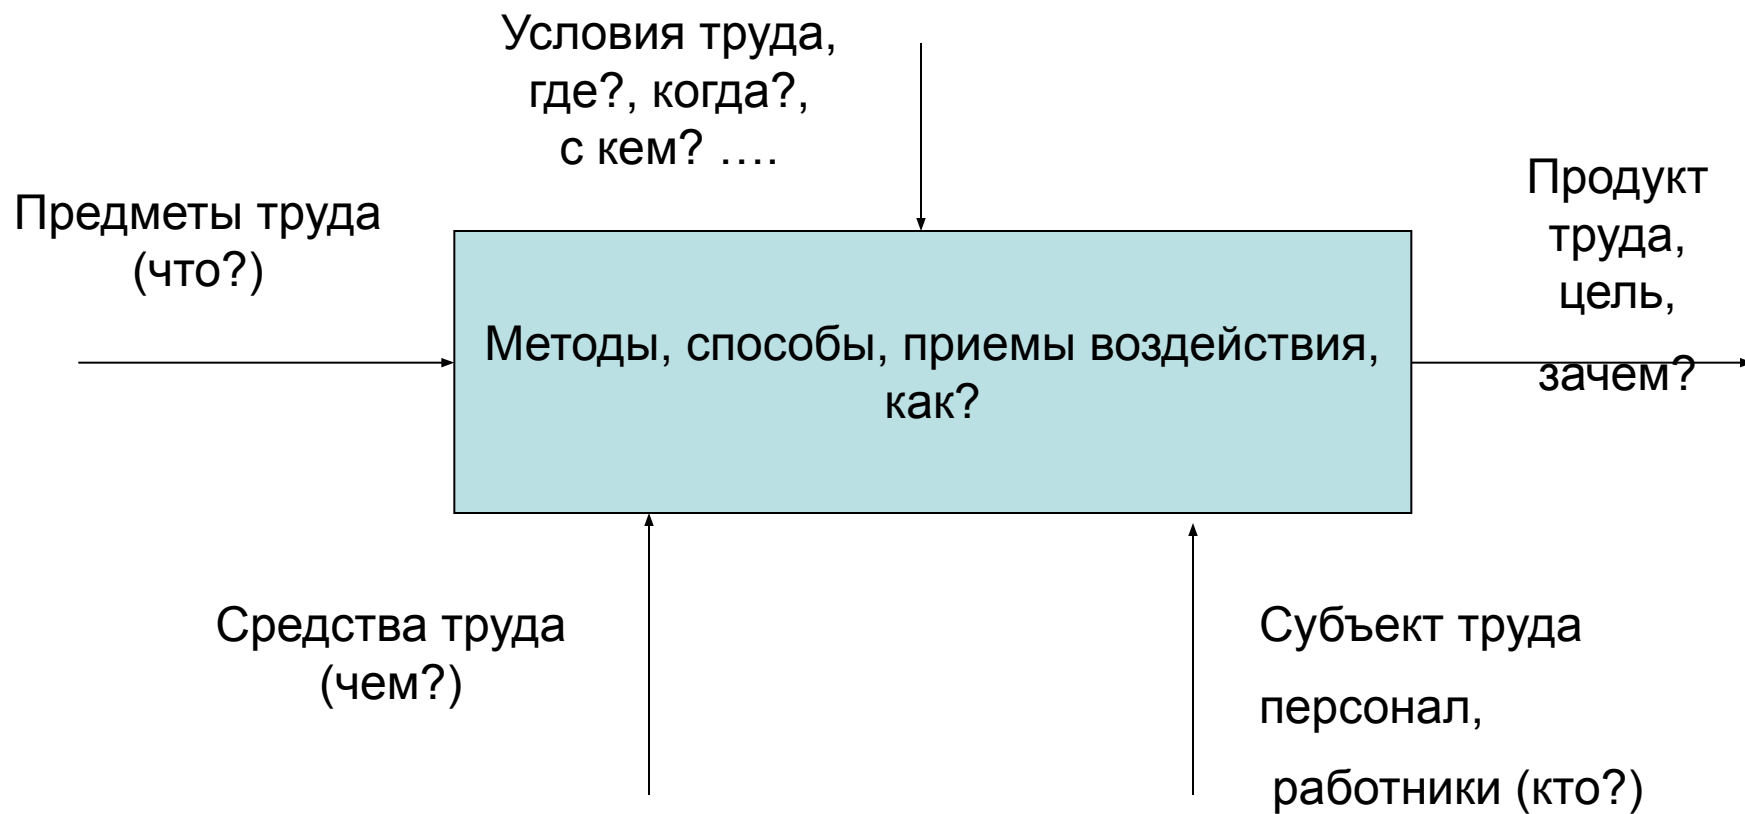 Условия труда,
где?, когда?,
с кем? ….
Предметы труда
(что?)
Методы, способы, приемы воздействия,
как?
Продукт
труда,
цель,
зачем?
Средства труда
(чем?)
Субъект труда
персонал,
работники (кто?)